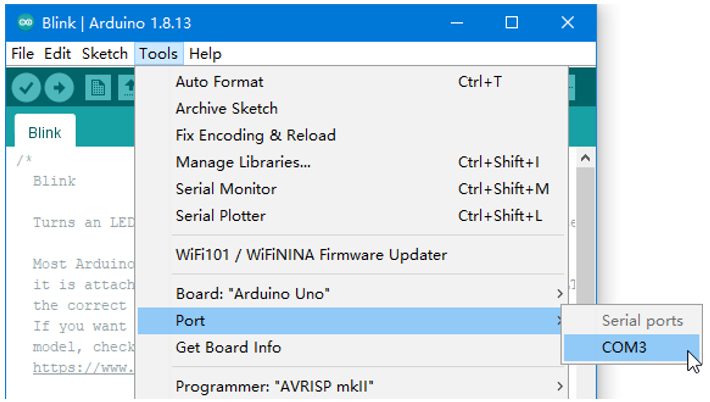 Blink | Arduino 1.8.13
File Edit Sketch Tools Help
Auto Format Ctrl+T
Archive Sketch
Fix Encoding & Reload
Manage Libraries... Ctrl+Shift+I
Serial Monitor Ctrl+Shift+M
Serial Plotter Ctrl+Shift+L
WiFi101 / WiFiNINA Firmware Updater
Board: "Arduino Uno"
Port
Serial ports
COM3
Get Board Info
Programmer: "AVRISP mkII"
Blink
/*
Blink
Turns an LED
Most Arduino
it is attach
the correct
If you want
model, check
https://www.